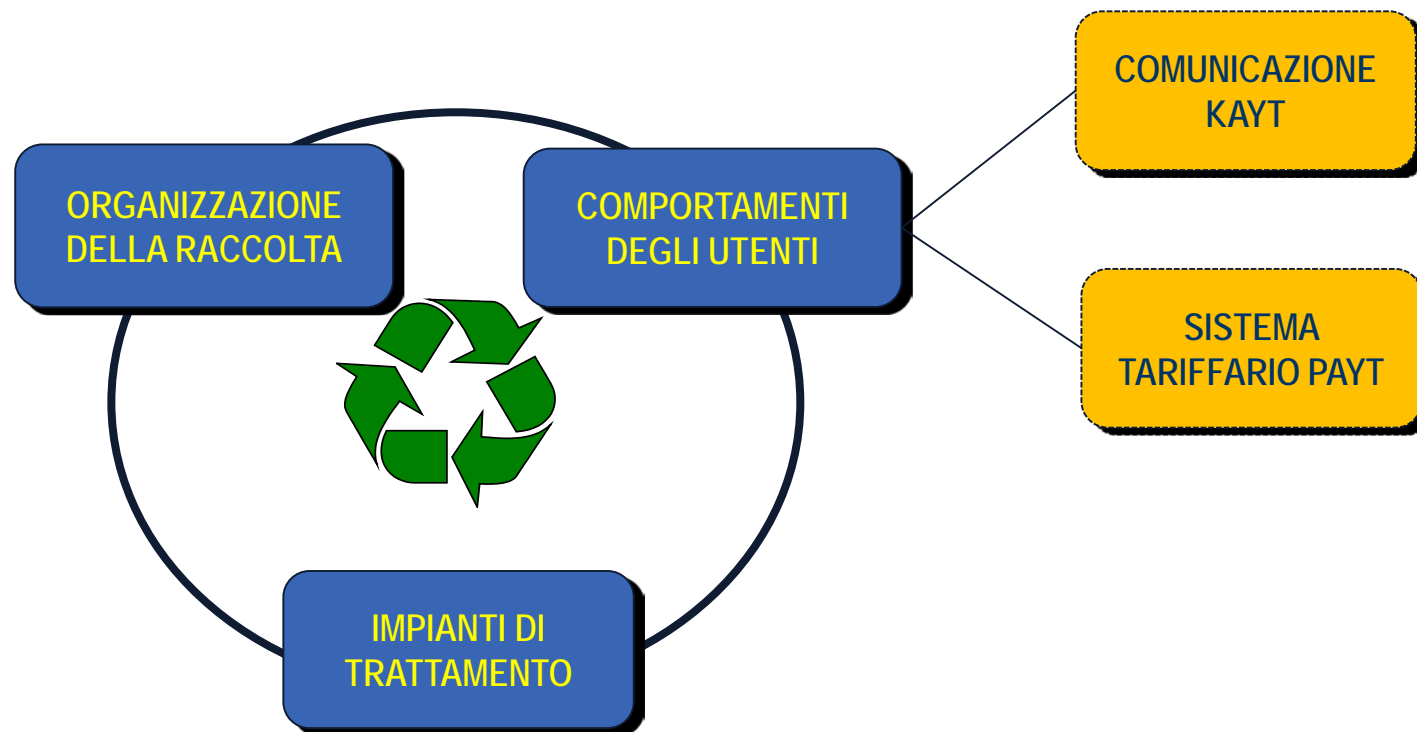 ORGANIZZAZIONE
DELLA RACCOLTA
COMPORTAMENTI
DEGLI UTENTI
COMUNICAZIONE
KAYT
SISTEMA
TARIFFARIO PAYT
IMPIANTI DI
TRATTAMENTO